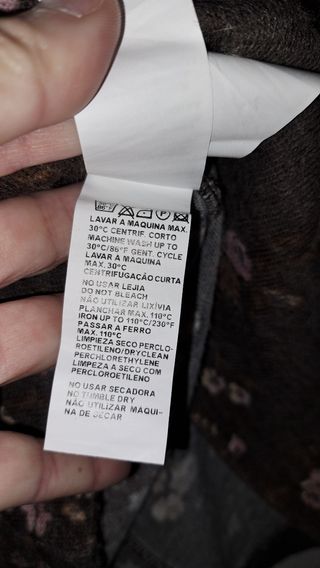 LAVAR A MAQUINA MAX.
30°C CENTRIF. CORTO
MACHINE WASH UP TO
30°C/86°F GENT. CYCLE
LAVAR A MAQUINA
MAX. 30°C
CENTRIFUGAÇÃO CURTA
NO USAR LEJIA
DO NOT BLEACH
NÃO UTILIZAR LIXÍVIA
PLANCHAR MAX. 110°C
IRON UP TO 110°C/230°F
PASSAR A FERRO
MAX. 110°C
LIMPIEZA SECO PERCLO-
ROETILENO/DRYCLEAN
PERCHLORETHYLENE
LIMPEZA A SECO COM
PERCLOROETILENO
NO USAR SECADORA
NO TUMBLE DRY
NÃO UTILIZAR MÁQUI-
NA DE SECAR